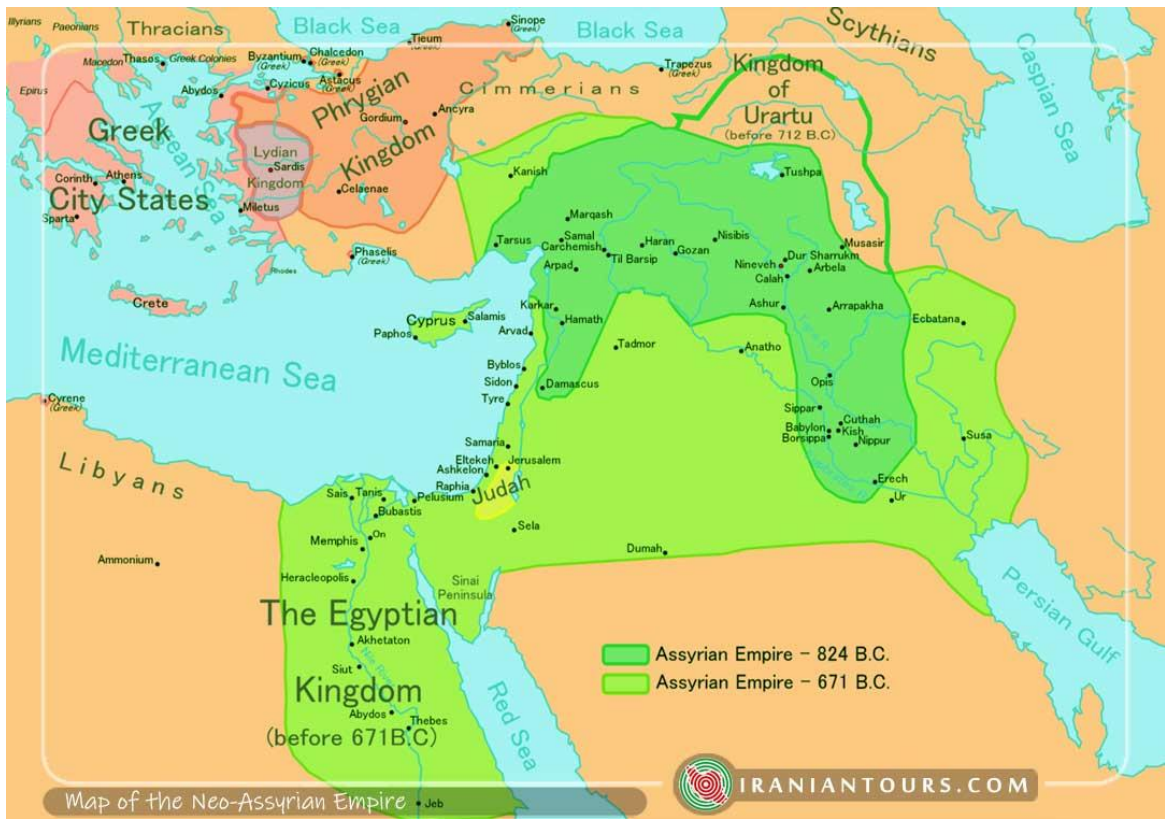 Illyrians
Paeonians
Thracians
Black Sea
Sinope
(Greek)
Black Sea
Scythians
Caspian Sea
Macedon
Thasos
Greek Colonies
Byzantium
(Greek)
Chalcedon
(Greek)
Tieum
(Greek)
Astacus
(Greek)
Trapezus
(Greek)
Kingdom
of
Urartu
(before 712 B.C)
Epirus
Abydos
Cyzicus
Phrygian
Kingdom
Cimmerians
Aegean Sea
Gordium
Ancyra
Greek
City States
Lydian
Kingdom
Sardis
Celaenae
Kanish
Tushpa
Corinth
Athens
Sparta
Miletus
Phaselis
(Greek)
Rhodes
Crete
Marqash
Samal
Carchemish
Tarsus
Haran
Til Barsip
Gozan
Nisibis
Musasir
Dur Sharrukm
Nineveh
Arbela
Calah
Arpad
Ashur
Arrapakha
Ecbatana
Karkar
Hamath
Cyprus
Salamis
Paphos
Arvad
Tadmor
Anatho
Mediterranean Sea
Byblos
Sidon
Tyre
Damascus
Opis
Sippar
Cuthah
Babylon
Kish
Borsippa
Nippur
Susa
Cyrene
(Greek)
Samaria
Eltekeh
Jerusalem
Ashkelon
Raphia
Judah
Erech
Ur
Libyans
Sais
Tanis
Pelusium
Bubastis
On
Memphis
Sela
Dumah
Ammonium
Heracleopolis
Sinai
Peninsula
Persian Gulf
The Egyptian
Kingdom
(before 671B.C)
Akhetaton
Siut
Nile River
Abydos
Thebes
Red Sea
Jeb
Assyrian Empire - 824 B.C.
Assyrian Empire - 671 B.C.
Map of the Neo-Assyrian Empire
IRANIANTOURS.COM